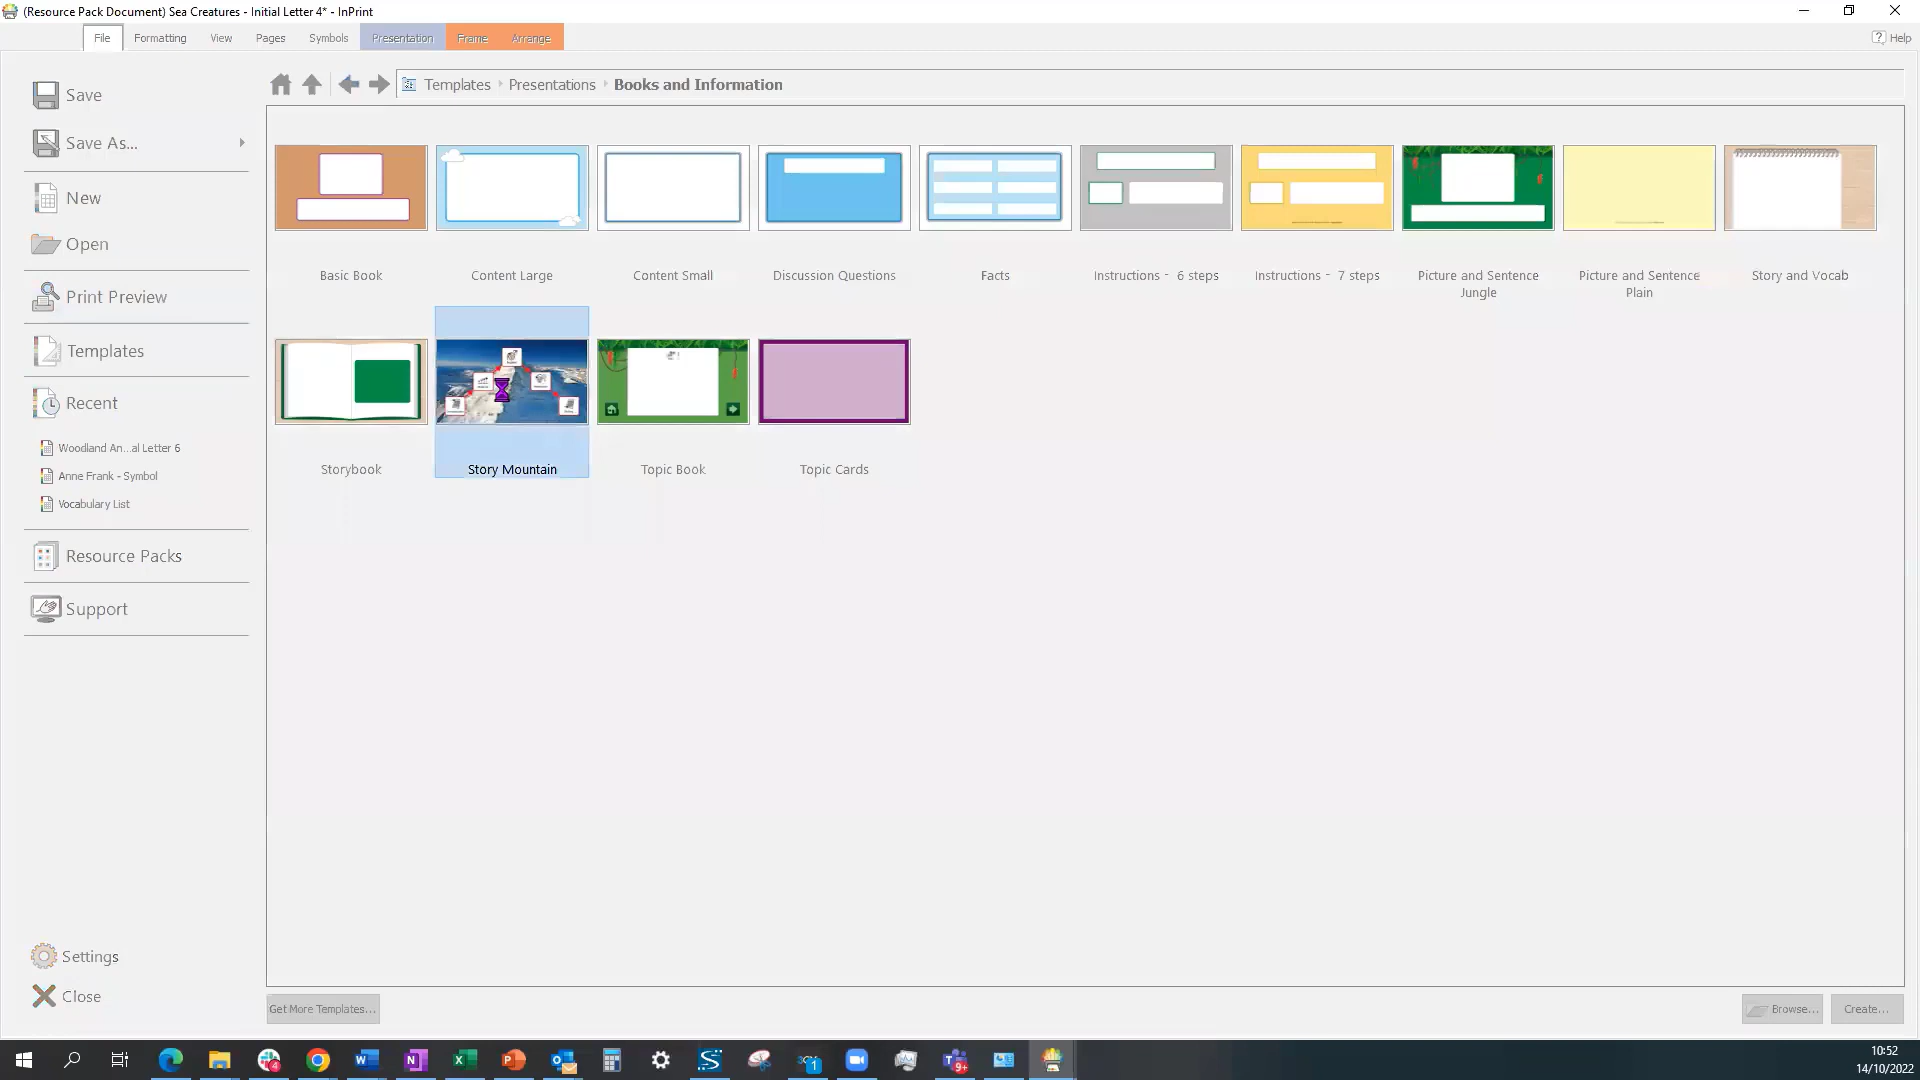 (Resource Pack Document) Sea Creatures - Initial Letter 4* - InPrint
File Formatting View Pages Symbols Presentation Frame Arrange Help
Save
Save As...
New
Open
Print Preview
Templates
Recent
Woodland An...al Letter 6
Anne Frank - Symbol
Vocabulary List
Resource Packs
Support
Settings
Close
Templates Presentations Books and Information
Basic Book
Content Large
Content Small
Discussion Questions
Facts
Instructions - 6 steps
Instructions - 7 steps
Picture and Sentence
Jungle
Picture and Sentence
Plain
Story and Vocab
Storybook
Story Mountain
Topic Book
Topic Cards
Get More Templates...
Browse...
Create...
10:52
14/10/2022